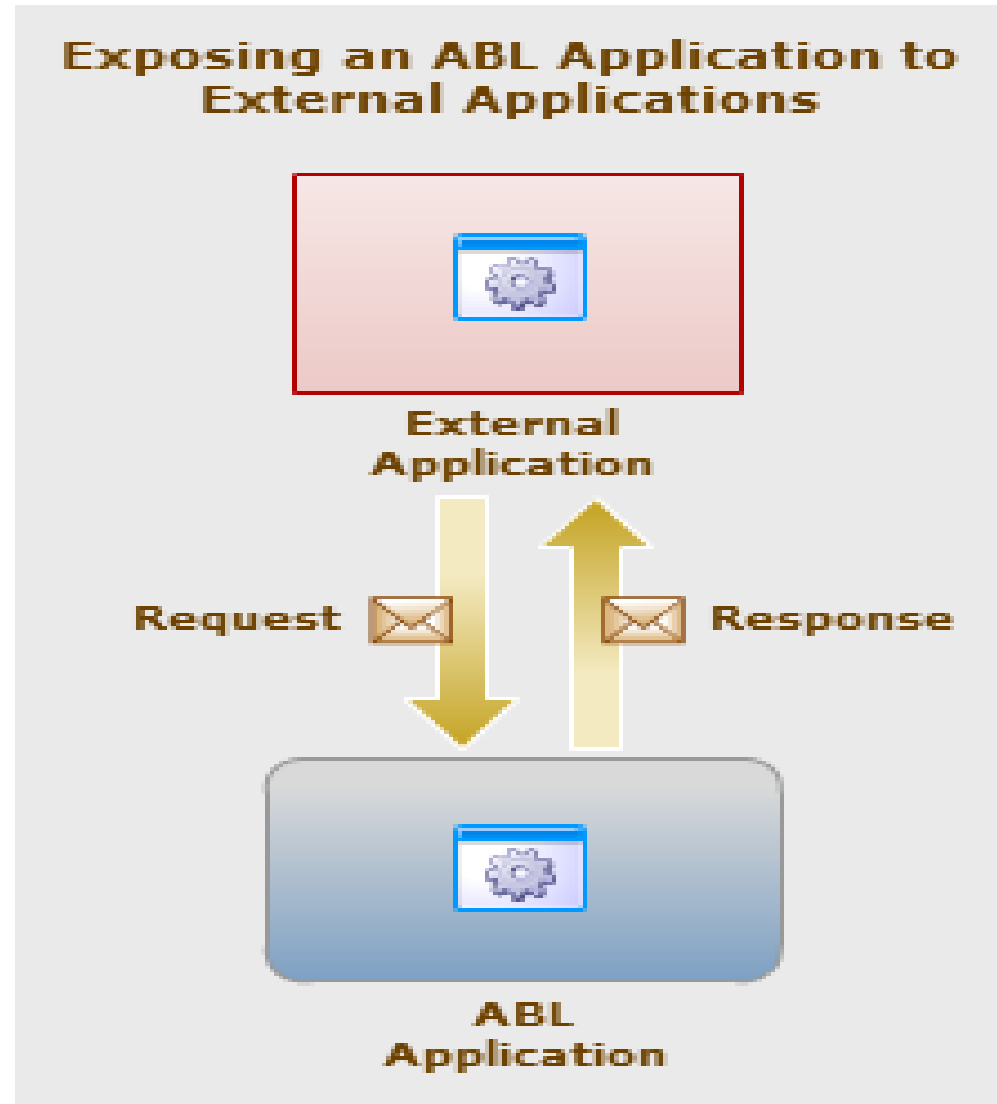 Exposing an ABL Application to
External Applications
External
Application
Request
Response
ABL
Application